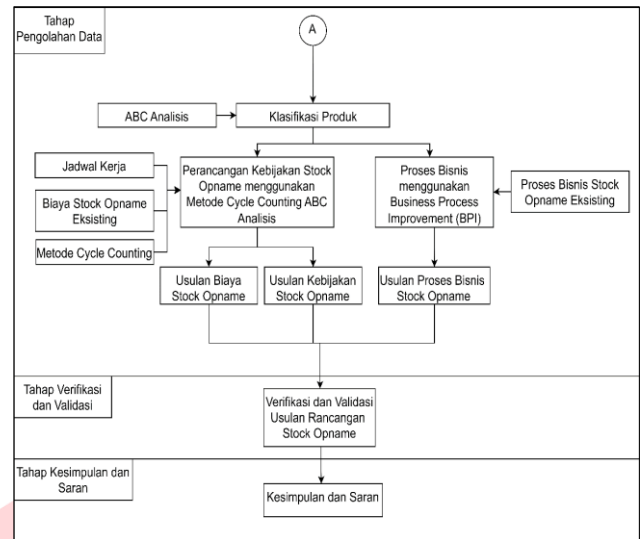 Tahap
Pengolahan Data
A
ABC Analisis
Klasifikasi Produk
Jadwal Kerja
Biaya Stock Opname
Eksisting
Metode Cycle Counting
Perancangan Kebijakan Stock
Opname menggunakan
Metode Cycle Counting ABC
Analisis
Proses Bisnis
menggunakan
Business Process
Improvement (BPI)
Proses Bisnis Stock
Opname Eksisting
Usulan Biaya
Stock Opname
Usulan Kebijakan
Stock Opname
Usulan Proses Bisnis
Stock Opname
Tahap Verifikasi
dan Validasi
Verifikasi dan Validasi
Usulan Rancangan
Stock Opname
Tahap Kesimpulan dan
Saran
Kesimpulan dan Saran